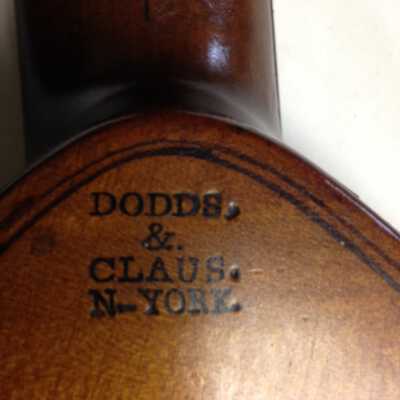 DODDS,
&.
CLAUS.
N-YORK.